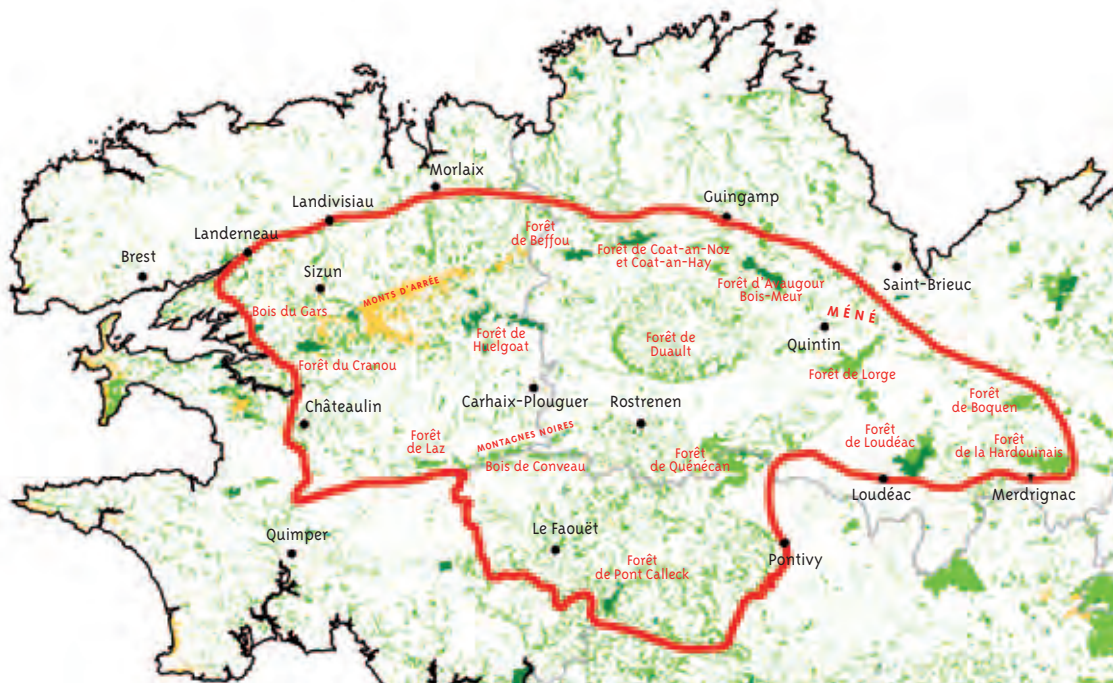 Morlaix
Landivisiau
Guingamp
Landerneau
Forêt
de Beffou
Forêt de Coat-an-Noz
et Coat-an-Hay
Brest
Sizun
MONTS D'ARRÉE
Forêt d'Avaugour
Bois-Meur
Saint-Brieuc
Bois du Gars
MÉNÉ
Forêt de
Huelgoat
Forêt de
Duault
Quintin
Forêt du Cranou
Forêt de Lorge
Châteaulin
Carhaix-Plouguer
Rostrenen
Forêt
de Boquen
Forêt
de Laz
MONTAGNES NOIRES
Forêt
de Loudéac
Forêt
de la Hardouinais
Bois de Conveau
Forêt
de Quénécan
Loudéac
Merdrignac
Quimper
Le Faouët
Pontivy
Forêt
de Pont Calleck